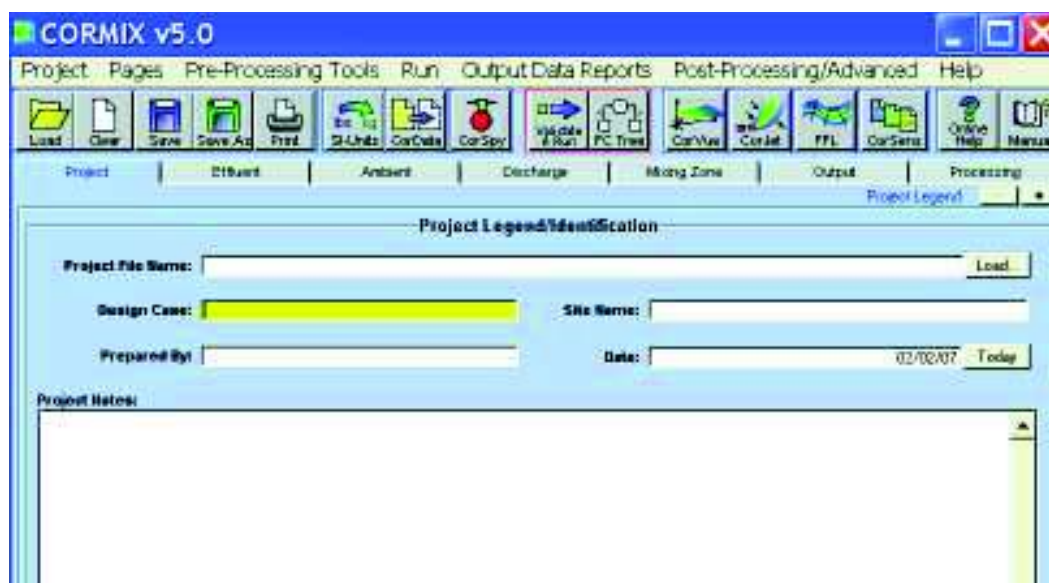 CORMIX v5.0
Project Pages Pre-Processing Tools Run Output Data Reports Post-Processing/Advanced Help
Load Clear Save Save As Print SI-Units CorData CorSpy Validate & Run FC Tree CorVue CorJet FFL CorSens Online Help Manua
Project Effluent Ambient Discharge Mixing Zone Output Processing
Project Legend
Project Legend/Identification
Project File Name: Load
Design Case: Site Name:
Prepared By: Date: 02/02/07 Today
Project Notes: